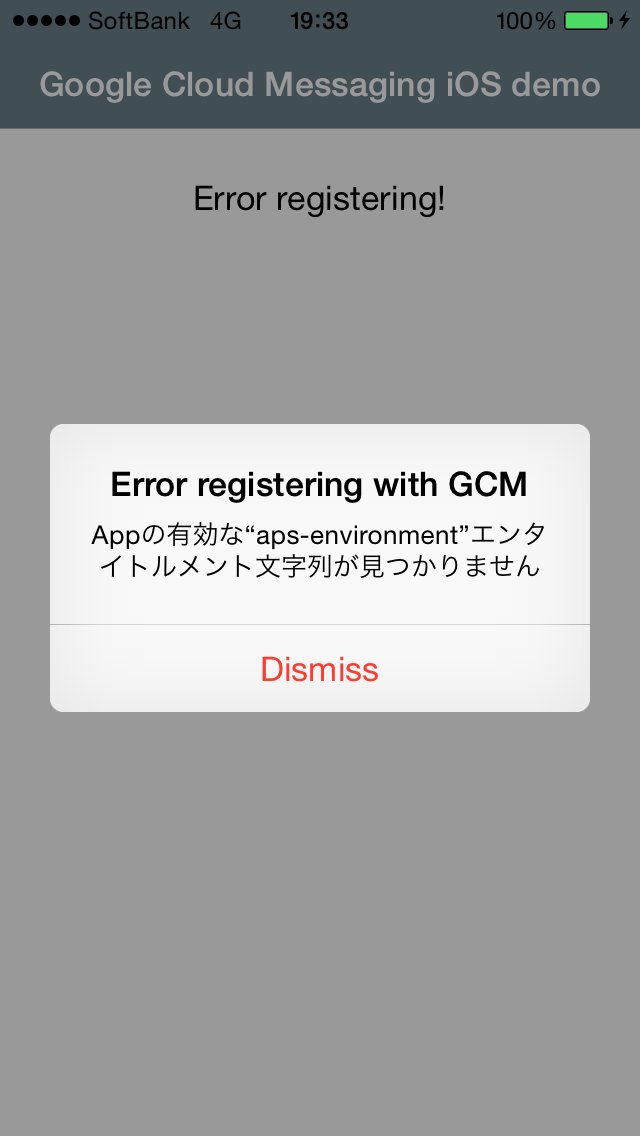 SoftBank 4G 19:33 100%
Google Cloud Messaging iOS demo
Error registering!
Error registering with GCM
Appの有効な“aps-environment”エンタ
イトルメント文字列が見つかりません
Dismiss